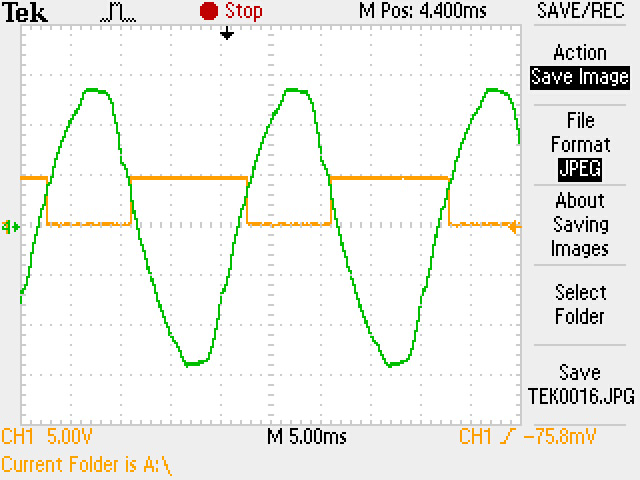 Tek Stop M Pos: 4.400ms SAVE/REC
Action
Save Image
File
Format
JPEG
About
Saving
Images
Select
Folder
Save
TEK0016.JPG
4
CH1 5.00V M 5.00ms CH1 -75.8mV
Current Folder is A:\